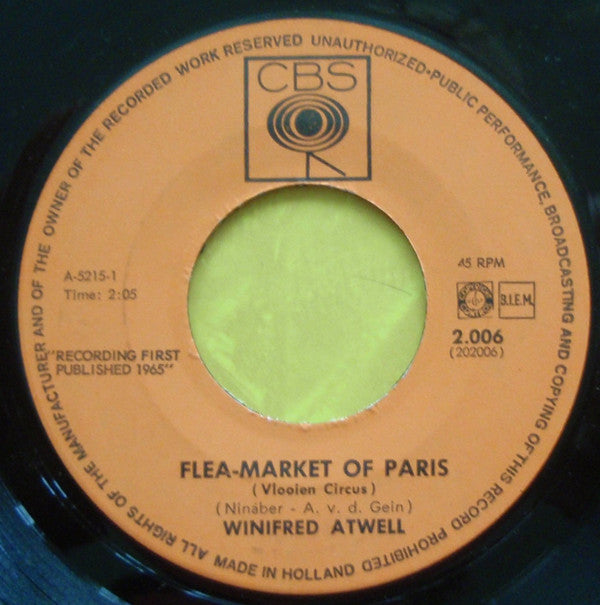 ALL RIGHTS OF THE MANUFACTURER AND OF THE OWNER OF THE RECORDED WORK RESERVED UNAUTHORIZED·PUBLIC PERFORMANCE, BROADCASTING AND COPYING OF THIS RECORD PROHIBITED MADE IN HOLLAND
CBS
A-5215-1
Time: 2:05
"RECORDING FIRST
PUBLISHED 1965"
45 RPM
B.I.E.M.
2.006
(202006)
FLEA-MARKET OF PARIS
(Vlooien Circus)
(Ninaber - A. v. d. Gein)
WINIFRED ATWELL